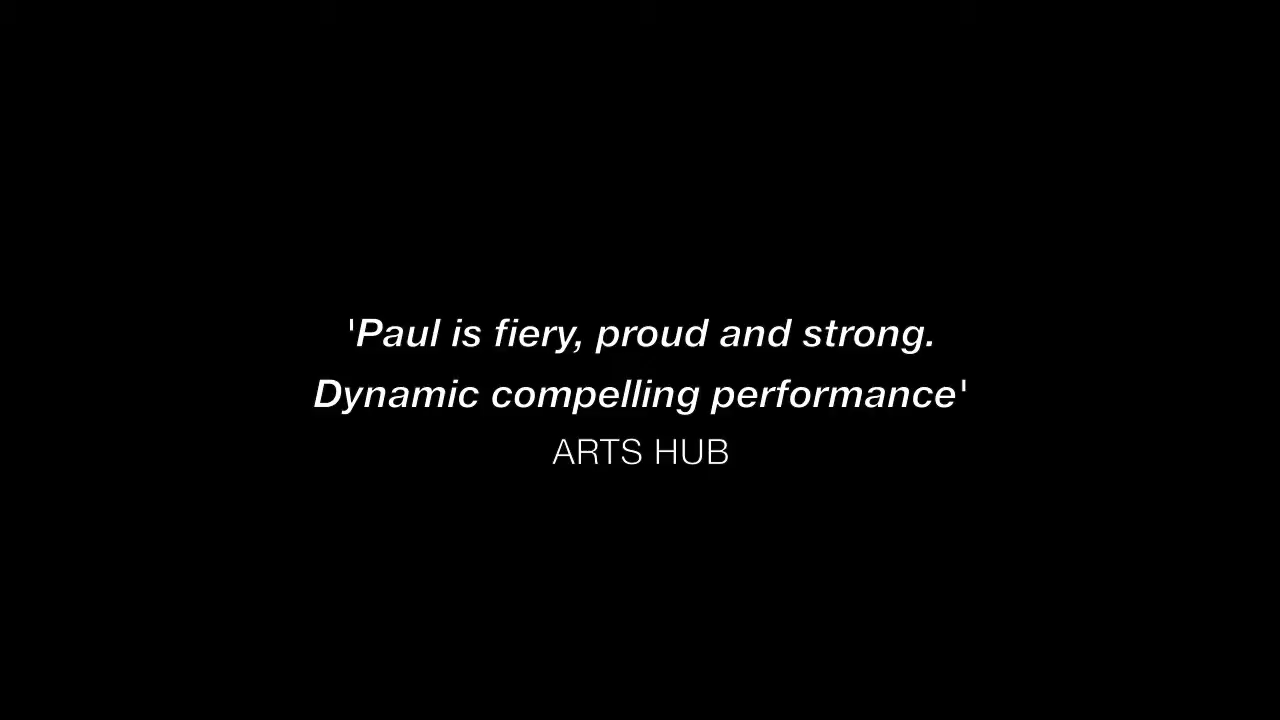 'Paul is fiery, proud and strong.
Dynamic compelling performance'
ARTS HUB